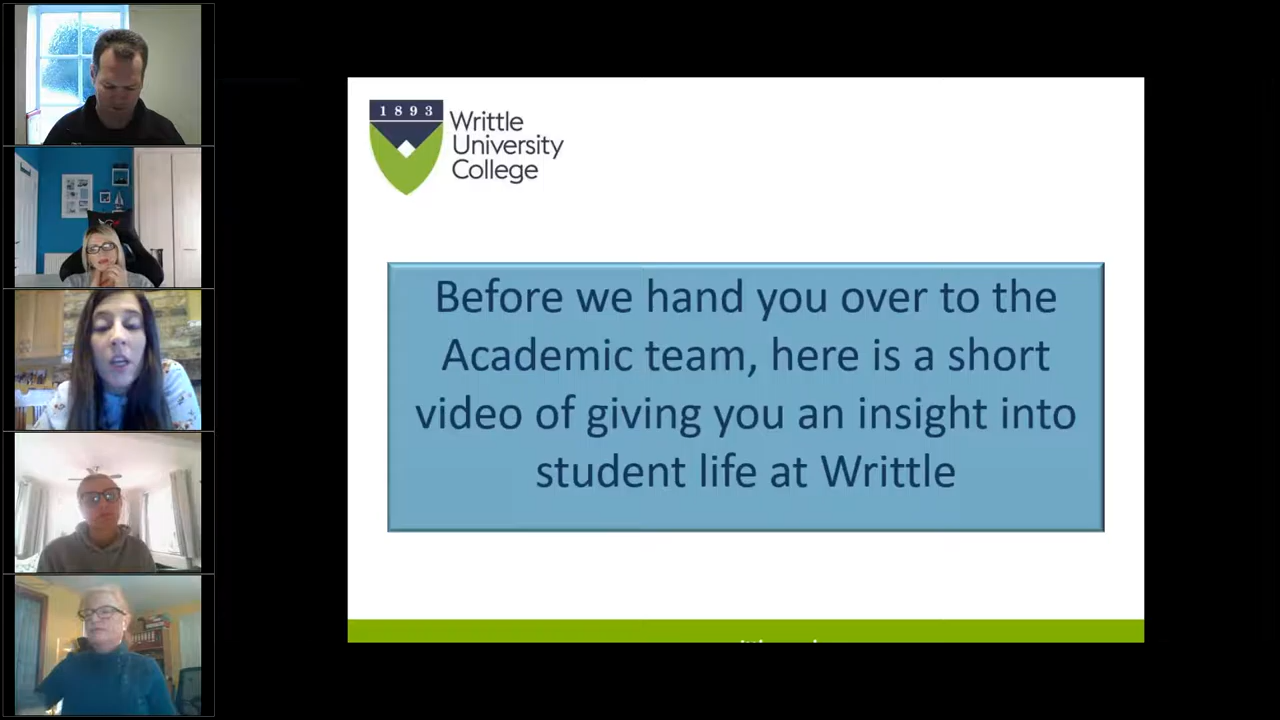 1893
Writtle
University
College
Before we hand you over to the
Academic team, here is a short
video of giving you an insight into
student life at Writtle